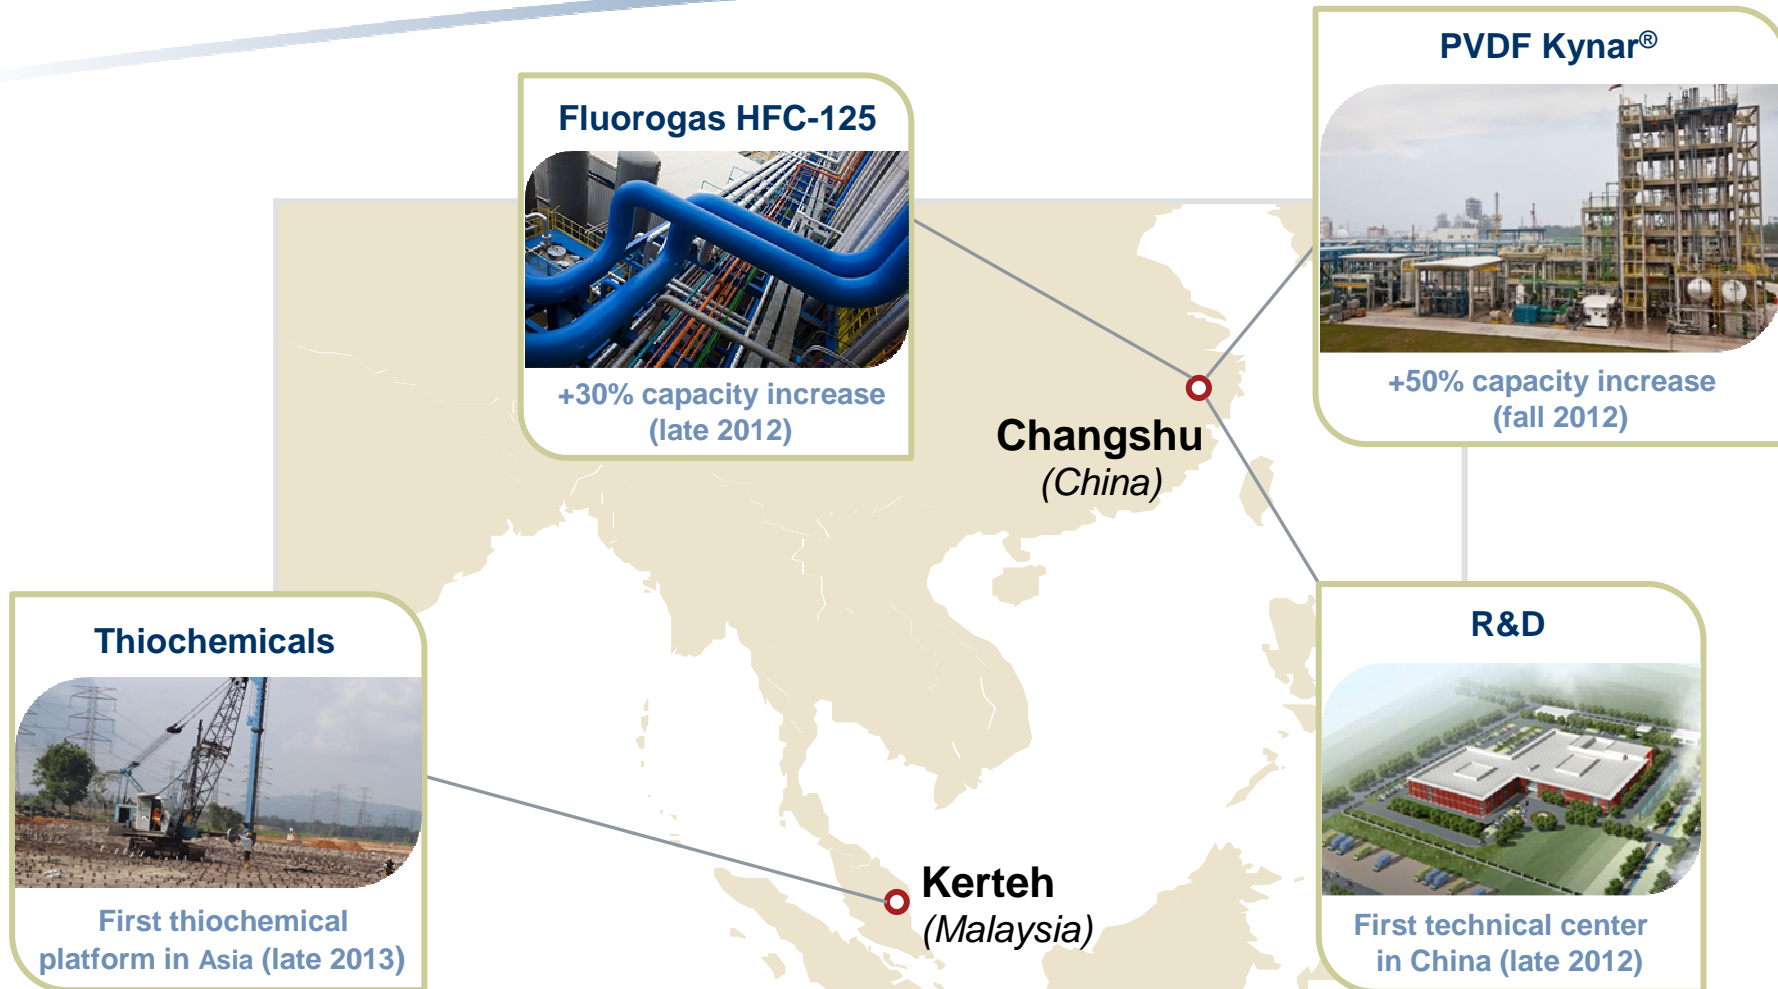 PVDF Kynar®
Fluorogas HFC-125
+50% capacity increase
(fall 2012)
+30% capacity increase
(late 2012)
Changshu
(China)
Thiochemicals
R&D
Kerteh
(Malaysia)
First thiochemical
platform in Asia (late 2013)
First technical center
in China (late 2012)